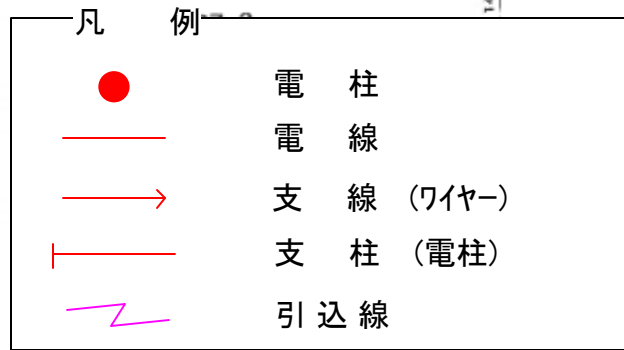 凡 例
電 柱
電 線
支 線 (ワイヤー)
支 柱 (電柱)
引込線